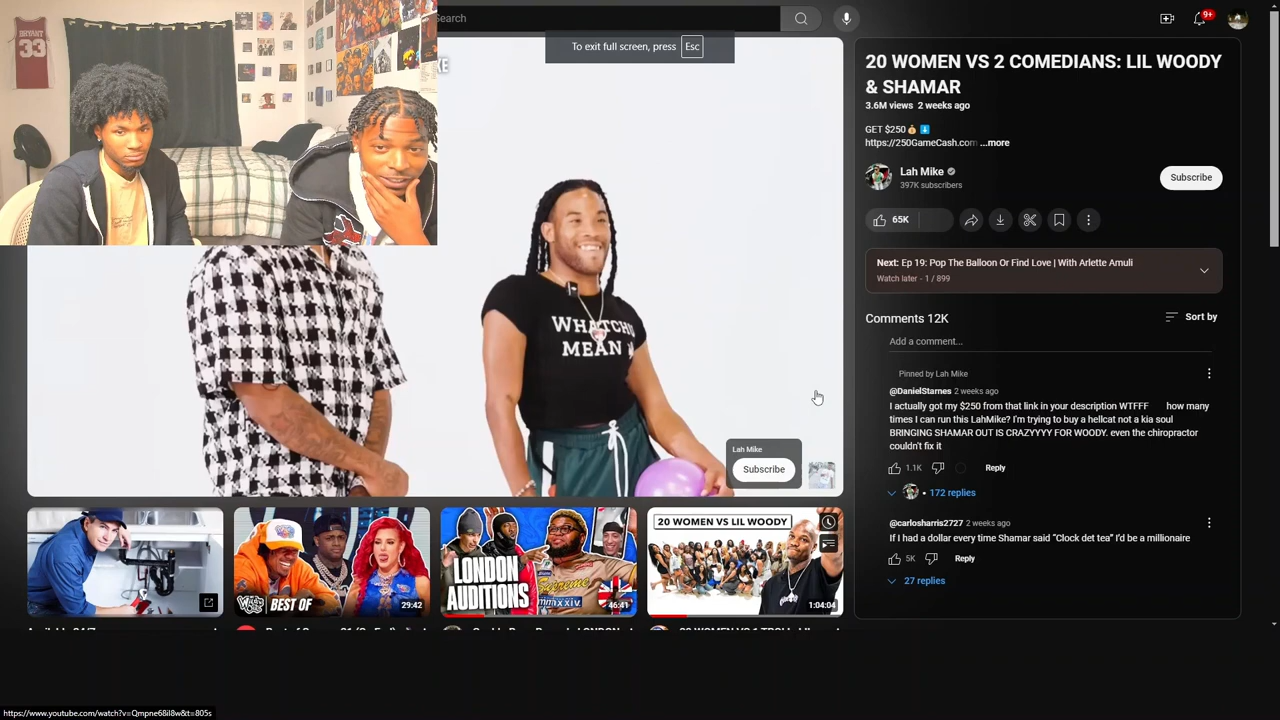 BRYANT
33
Search
To exit full screen, press Esc
KE
9+
20 WOMEN VS 2 COMEDIANS: LIL WOODY
& SHAMAR
3.6M views 2 weeks ago
GET $250💰⬇️
https://250GameCash.com ...more
Lah Mike
397K subscribers
Subscribe
65K
Next: Ep 19: Pop The Balloon Or Find Love | With Arlette Amuli
Watch later - 1 / 899
Comments 12K
Sort by
Add a comment...
Pinned by Lah Mike
@DanielStarnes 2 weeks ago
I actually got my $250 from that link in your description WTFFF how many
times I can run this LahMike? I'm trying to buy a hellcat not a kia soul
BRINGING SHAMAR OUT IS CRAZYYYY FOR WOODY. even the chiropractor
couldn't fix it
1.1K
Reply
172 replies
@carlosharris2727 2 weeks ago
If I had a dollar every time Shamar said "Clock det tea" I'd be a millionaire
5K
Reply
27 replies
WHATCHU
MEAN
Lah Mike
Subscribe
BEST OF
29:42
LONDON
AUDITIONS
Supreme
MMXXIV
46:41
20 WOMEN VS LIL WOODY
1:04:04
https://www.youtube.com/watch?v=Qmpne68il8w&t=805s